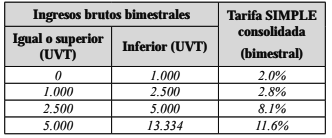 Ingresos brutos bimestrales
Tarifa SIMPLE
consolidada
(bimestral)
Igual o superior
(UVT)
Inferior (UVT)
0 1.000 2.0%
1.000 2.500 2.8%
2.500 5.000 8.1%
5.000 13.334 11.6%